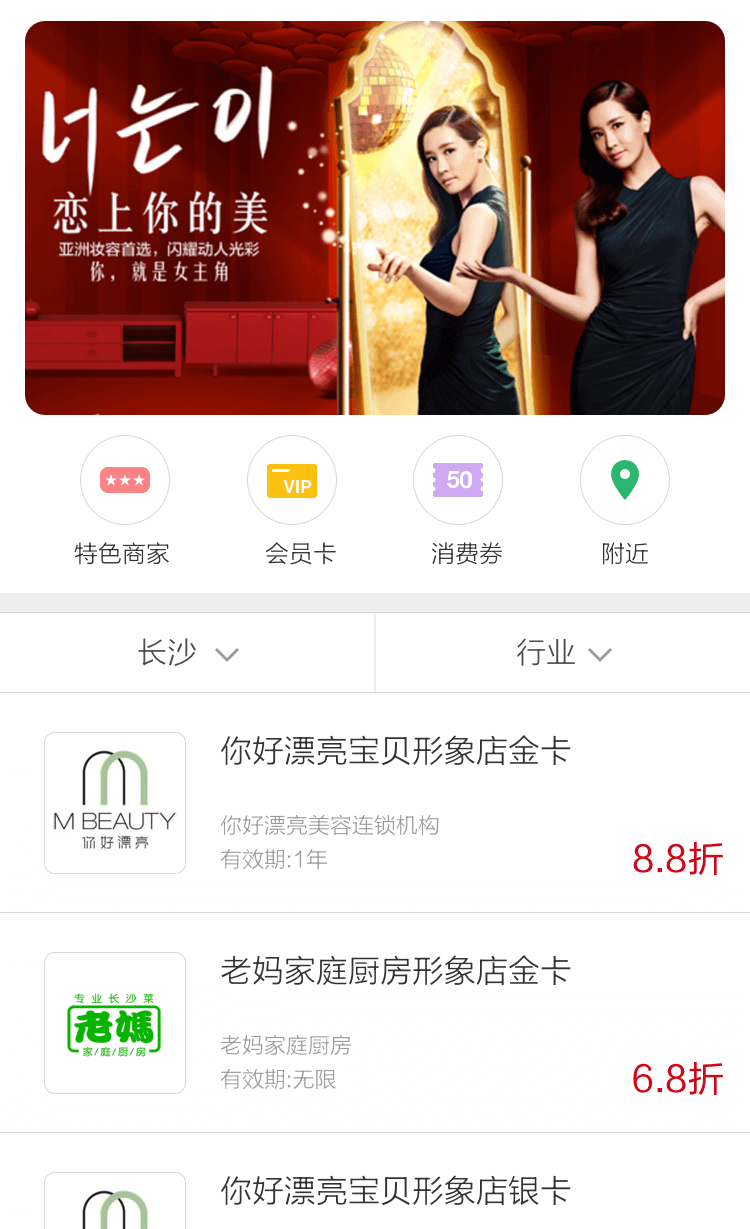 너는이
恋上你的美
亚洲妆容首选，闪耀动人光彩
你，就是女主角
VIP
50
特色商家
会员卡
消费券
附近
长沙
行业
M BEAUTY
你好漂亮
你好漂亮宝贝形象店金卡
你好漂亮美容连锁机构
有效期:1年
8.8折
专业长沙菜
老媽
家/庭/厨/房
老妈家庭厨房形象店金卡
老妈家庭厨房
有效期:无限
6.8折
你好漂亮宝贝形象店银卡